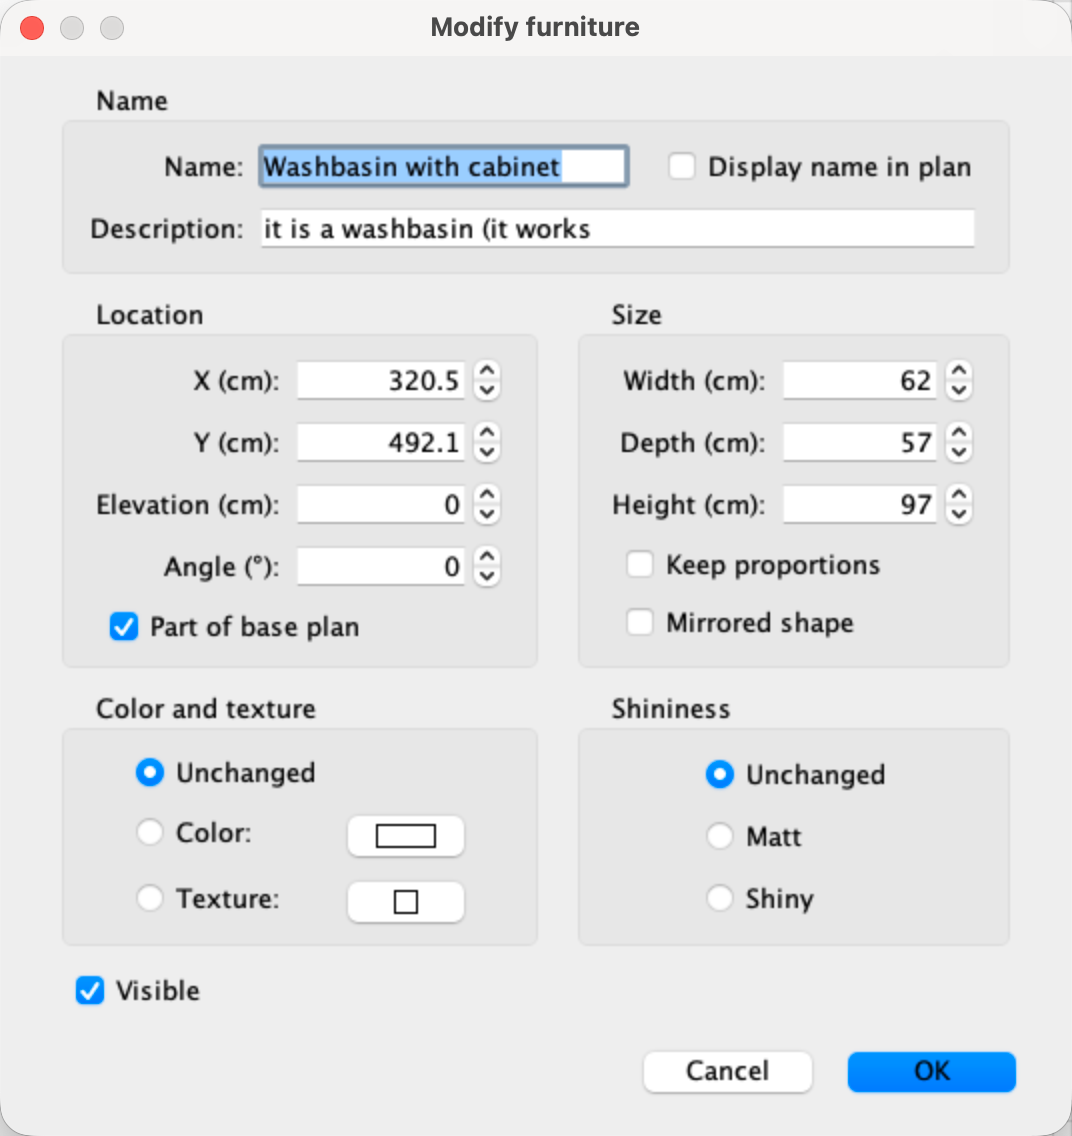 Modify furniture
Name
Name: Washbasin with cabinet Display name in plan
Description: it is a washbasin (it works
Location
X (cm): 320.5
Y (cm): 492.1
Elevation (cm): 0
Angle (°): 0
Part of base plan
Size
Width (cm): 62
Depth (cm): 57
Height (cm): 97
Keep proportions
Mirrored shape
Color and texture
Unchanged
Color:
Texture:
Shininess
Unchanged
Matt
Shiny
Visible
Cancel OK